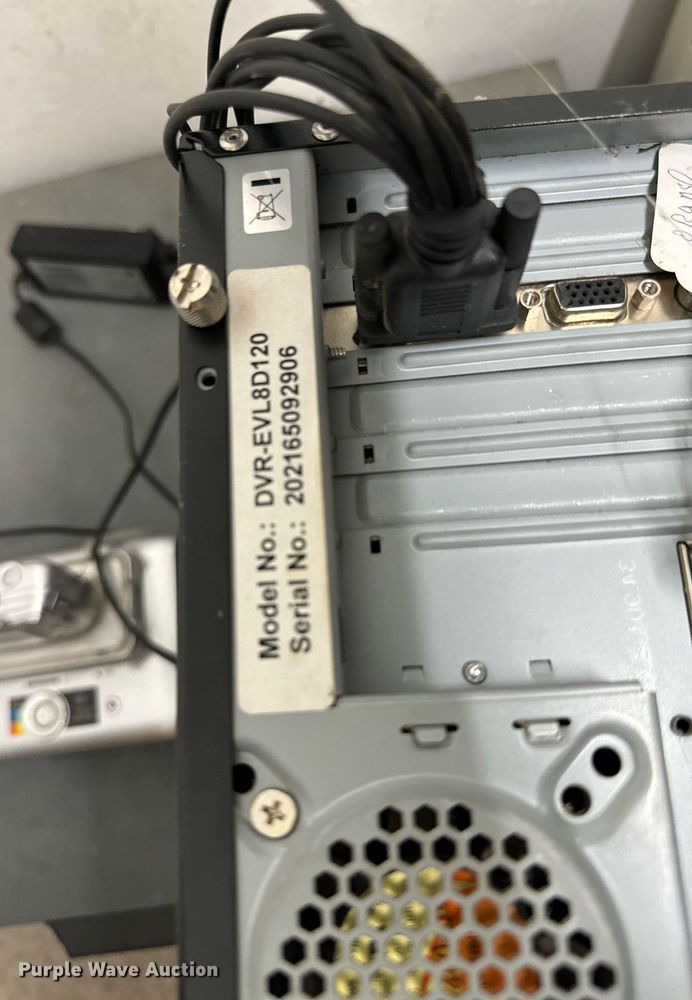 Model No.: DVR-EVL8D120
Serial No.: 202165092906
Purple Wave Auction